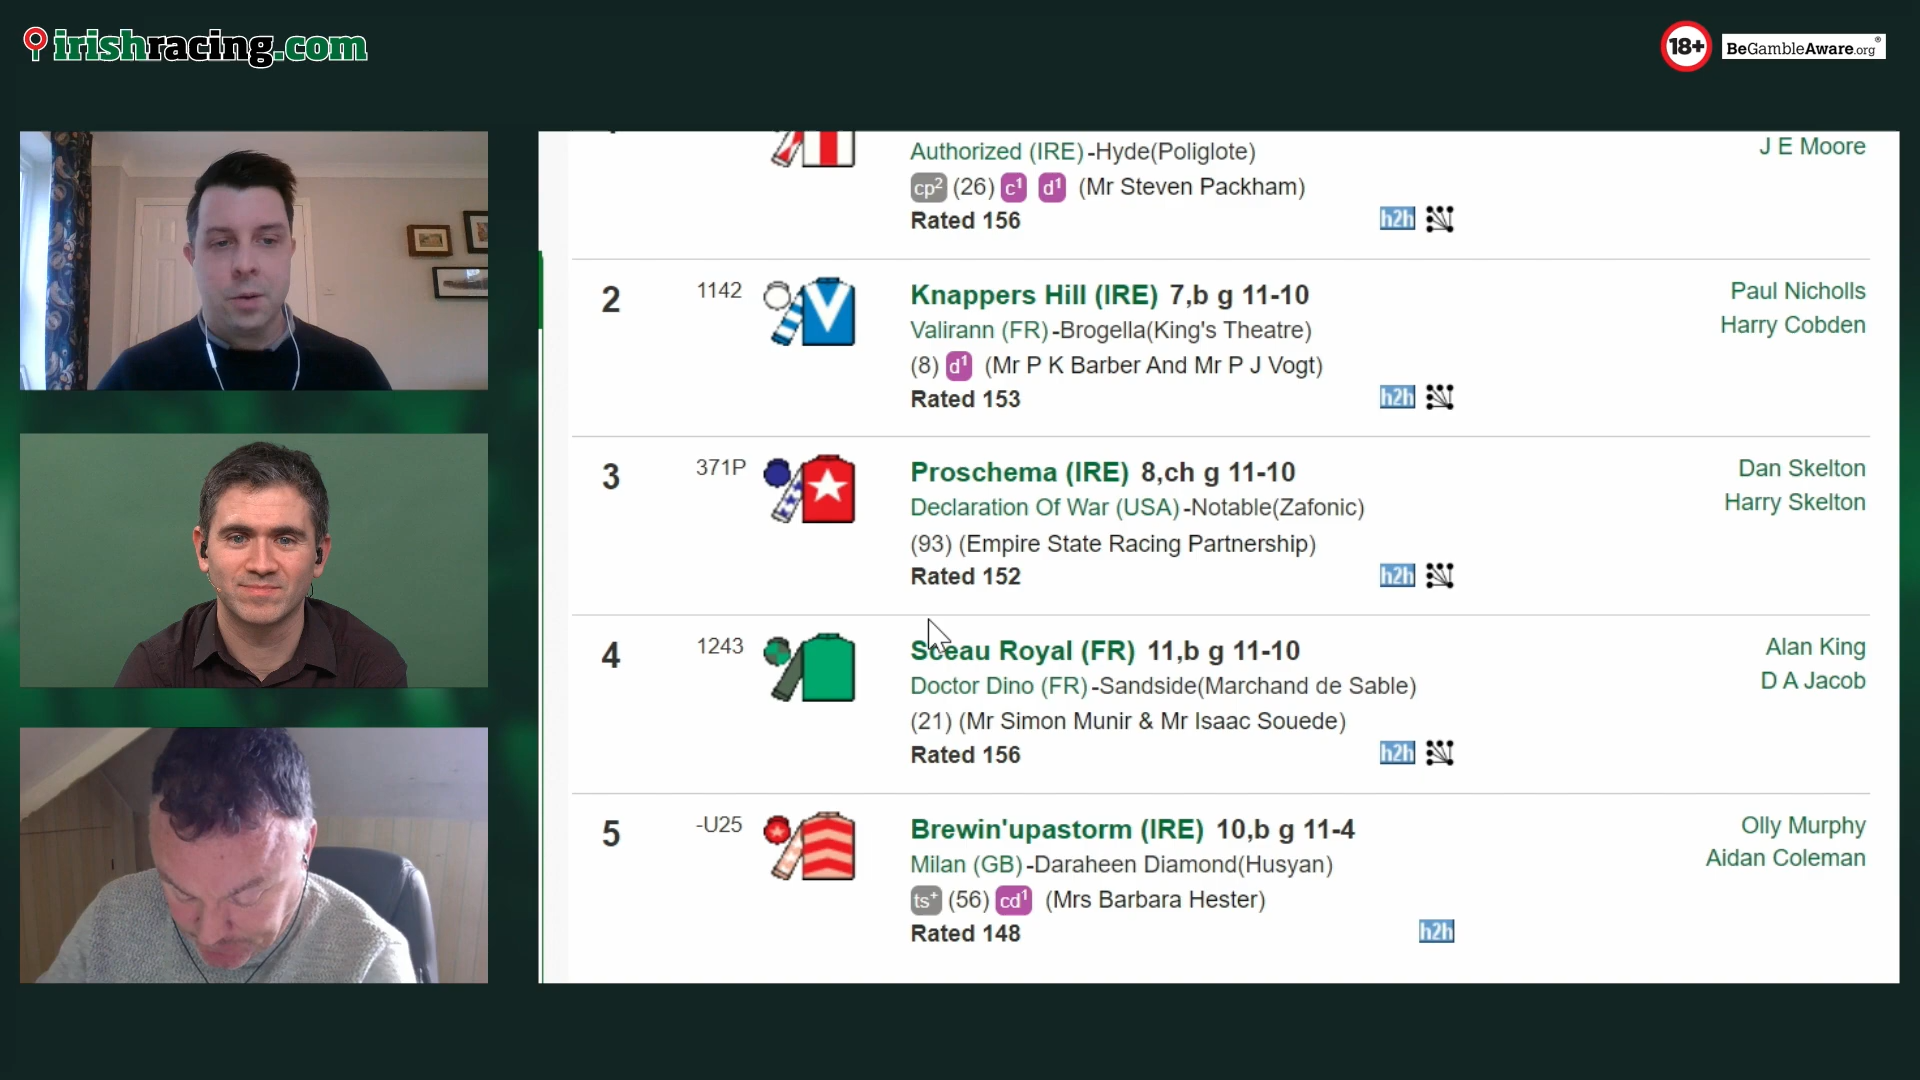 irishracing.com
18+
BeGambleAware.org®
Authorized (IRE)-Hyde(Poliglote)
J E Moore
cp2 (26) c1 d1 (Mr Steven Packham)
Rated 156
h2h
2
1142
Knappers Hill (IRE) 7,b g 11-10
Paul Nicholls
Valirann (FR)-Brogella(King's Theatre)
Harry Cobden
(8) d1 (Mr P K Barber And Mr P J Vogt)
Rated 153
h2h
3
371P
Proschema (IRE) 8,ch g 11-10
Dan Skelton
Declaration Of War (USA)-Notable(Zafonic)
Harry Skelton
(93) (Empire State Racing Partnership)
Rated 152
h2h
4
1243
Sceau Royal (FR) 11,b g 11-10
Alan King
Doctor Dino (FR)-Sandside(Marchand de Sable)
D A Jacob
(21) (Mr Simon Munir & Mr Isaac Souede)
Rated 156
h2h
5
-U25
Brewin'upastorm (IRE) 10,b g 11-4
Olly Murphy
Milan (GB)-Daraheen Diamond(Husyan)
Aidan Coleman
ts+ (56) cd1 (Mrs Barbara Hester)
Rated 148
h2h